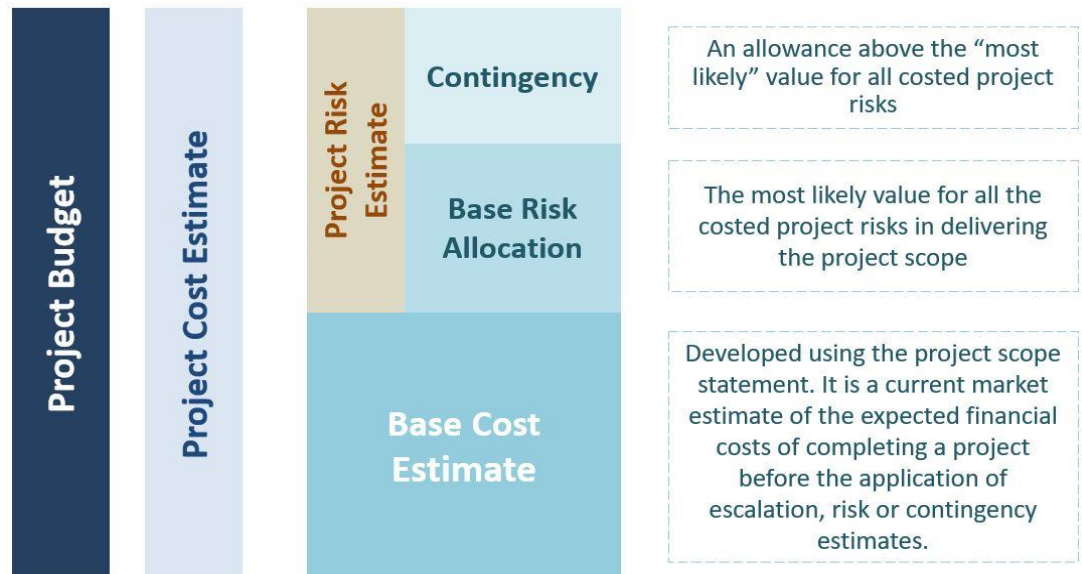 Project Budget
Project Cost Estimate
Project Risk
Estimate
Contingency
An allowance above the “most
likely” value for all costed project
risks
Base Risk
Allocation
The most likely value for all the
costed project risks in delivering
the project scope
Base Cost
Estimate
Developed using the project scope
statement. It is a current market
estimate of the expected financial
costs of completing a project
before the application of
escalation, risk or contingency
estimates.